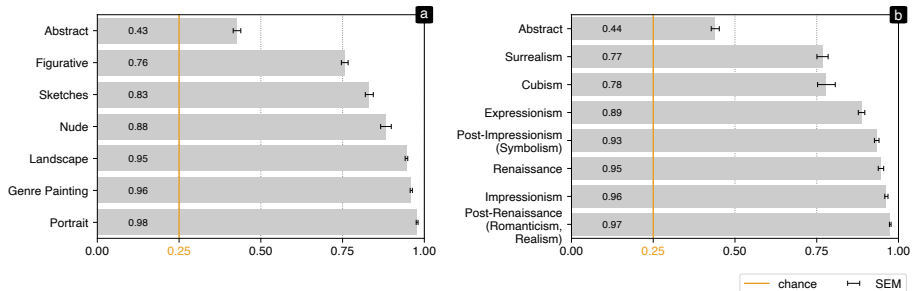 a
Abstract 0.43
Figurative 0.76
Sketches 0.83
Nude 0.88
Landscape 0.95
Genre Painting 0.96
Portrait 0.98
0.00 0.25 0.50 0.75 1.00
b
Abstract 0.44
Surrealism 0.77
Cubism 0.78
Expressionism 0.89
Post-Impressionism
(Symbolism) 0.93
Renaissance 0.95
Impressionism 0.96
Post-Renaissance
(Romanticism, 0.97
Realism)
0.00 0.25 0.50 0.75 1.00
chance SEM